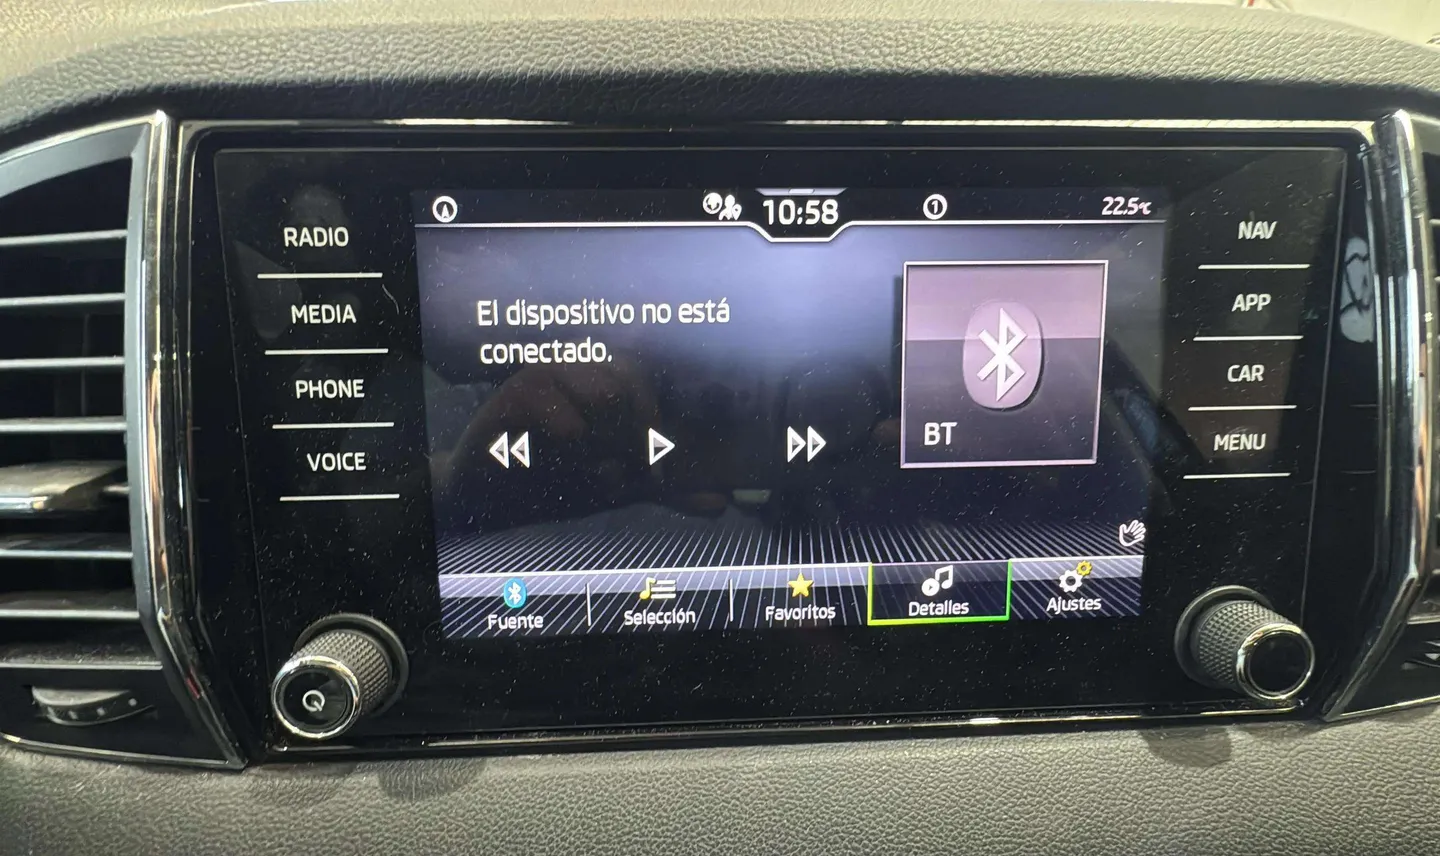 RADIO
MEDIA
PHONE
VOICE
10:58
1
22.5°C
El dispositivo no está
conectado.
BT
Fuente
Selección
Favoritos
Detalles
Ajustes
NAV
APP
CAR
MENU